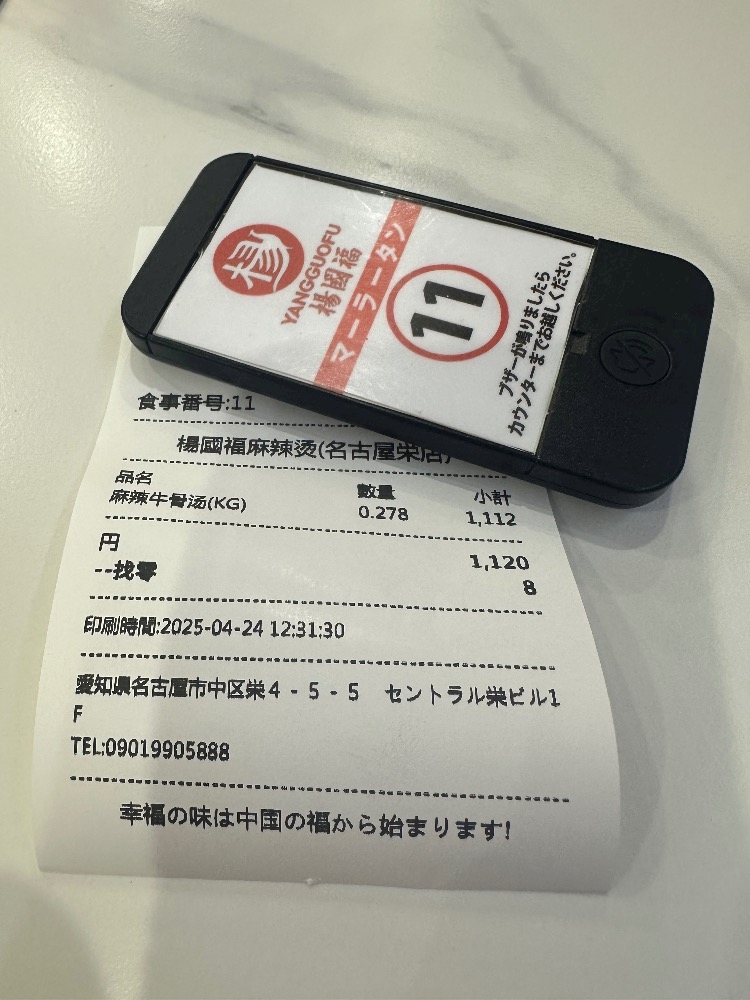 楊
YANGGUOFU
楊國福
マーラータン
11
ブザーが鳴りましたら
カウンターまでお越しください。
食事番号:11
楊國福麻辣烫(名古屋栄店)
品名 数量 小計
麻辣牛骨汤(KG) 0.278 1,112
円 1,120
--找零 8
印刷時間:2025-04-24 12:31:30
愛知県名古屋市中区栄4-5-5 セントラル栄ビル1
F
TEL:09019905888
幸福の味は中国の福から始まります!